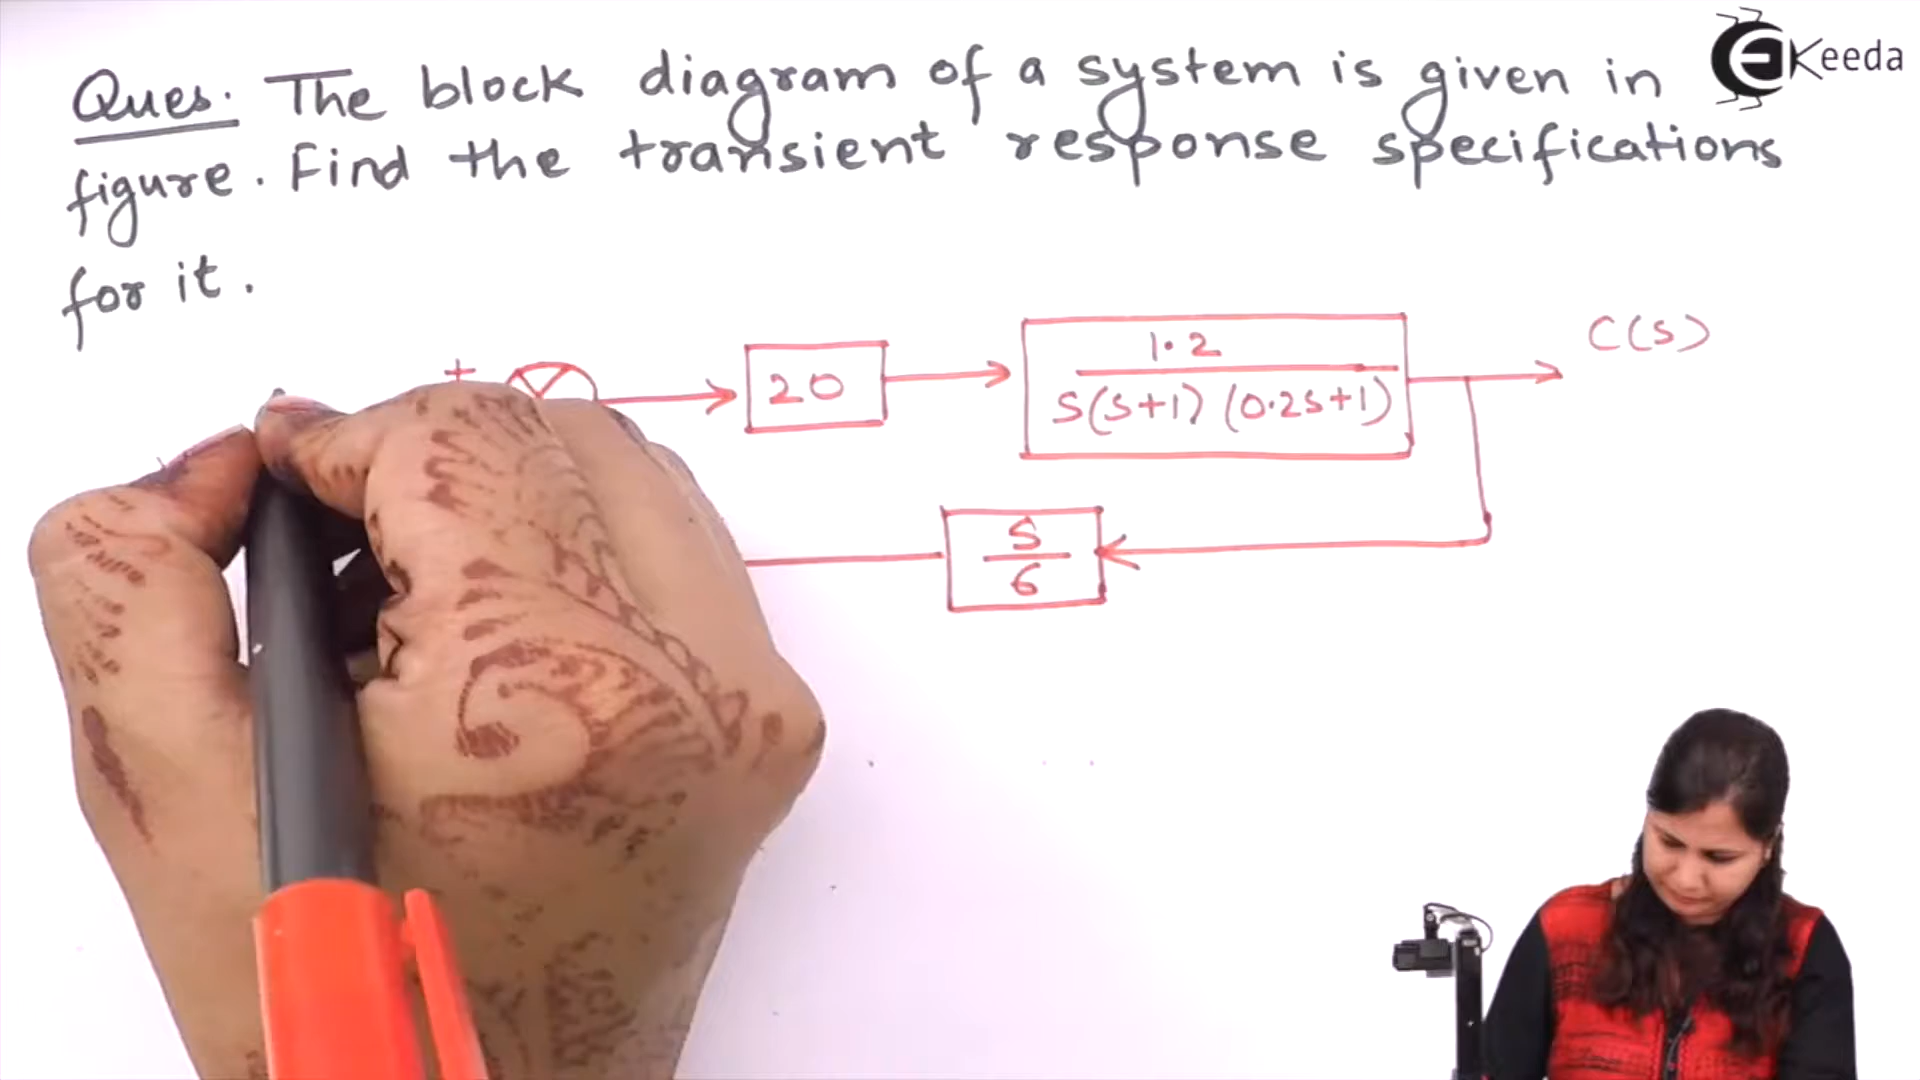 Ques. The block diagram of a system is given in
figure. Find the transient response specifications
for it.
EKeeda
+
20
1.2
S(S+1) (0.2S+1)
C(S)
S
6